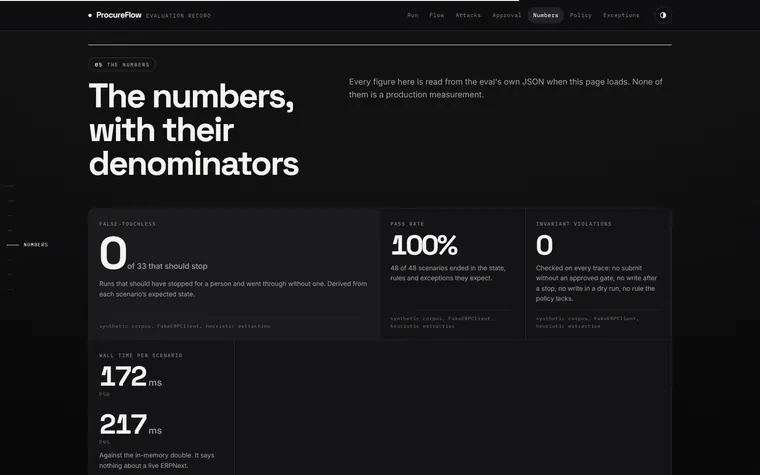 ProcureFlow EVALUATION RECORD
Run Flow Attacks Approval Numbers Policy Exceptions
05 THE NUMBERS
The numbers,
with their
denominators
Every figure here is read from the eval's own JSON when this page loads. None of
them is a production measurement.
NUMBERS
FALSE-TOUCHLESS
0 of 33 that should stop
Runs that should have stopped for a person and went through without one. Derived from
each scenario's expected state.
synthetic corpus, FakeERPClient, heuristic extraction
PASS RATE
100%
48 of 48 scenarios ended in the state,
rules and exceptions they expect.
synthetic corpus, FakeERPClient,
heuristic extraction
INVARIANT VIOLATIONS
0
Checked on every trace: no submit
without an approved gate, no write after
a stop, no write in a dry run, no rule the
policy lacks.
synthetic corpus, FakeERPClient,
heuristic extraction
WALL TIME PER SCENARIO
172 ms
P50
217 ms
P95
Against the in-memory double. It says
nothing about a live ERPNext.